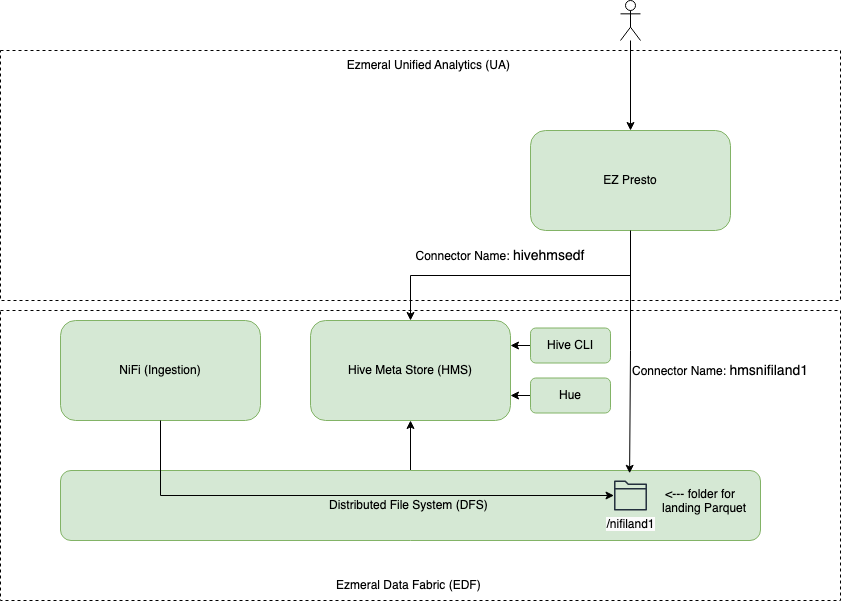 Ezmeral Unified Analytics (UA)
EZ Presto
Connector Name: hivehmsedf
NiFi (Ingestion)
Hive Meta Store (HMS)
Hive CLI
Hue
Connector Name: hmsnifiland1
Distributed File System (DFS)
<--- folder for
landing Parquet
/nifiland1
Ezmeral Data Fabric (EDF)